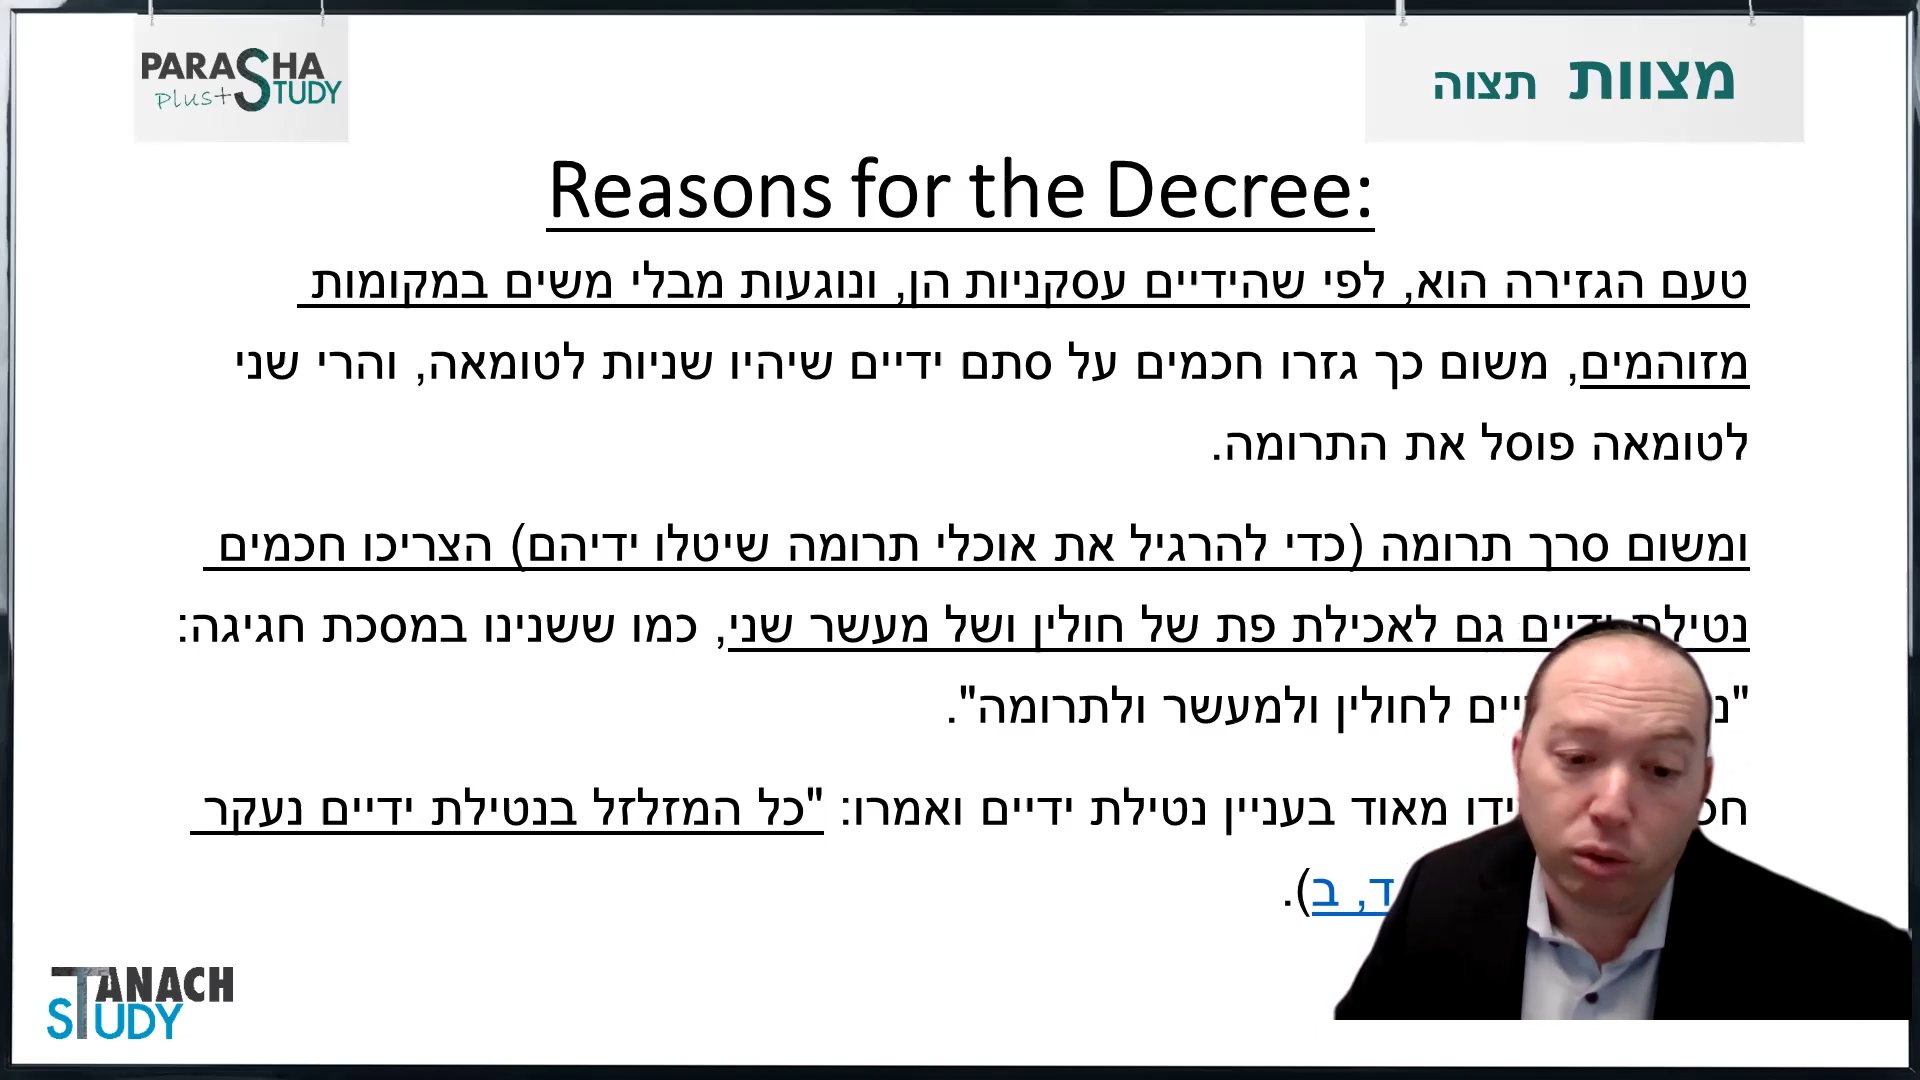 PARASHA
plus+ STUDY
מצוות תצוה
Reasons for the Decree:
טעם הגזירה הוא, לפי שהידיים עסקניות הן, ונוגעות מבלי משים במקומות
מזוהמים, משום כך גזרו חכמים על סתם ידיים שיהיו שניות לטומאה, והרי שני
לטומאה פוסל את התרומה.
ומשום סרך תרומה (כדי להרגיל את אוכלי תרומה שיטלו ידיהם) הצריכו חכמים
נטילת ידיים גם לאכילת פת של חולין ושל מעשר שני, כמו ששנינו במסכת חגיגה:
לחולין ולמעשר ולתרומה".
מאוד בעניין נטילת ידיים ואמרו: "כל המזלזל בנטילת ידיים נעקר
ד, ב).
TANACH
STUDY